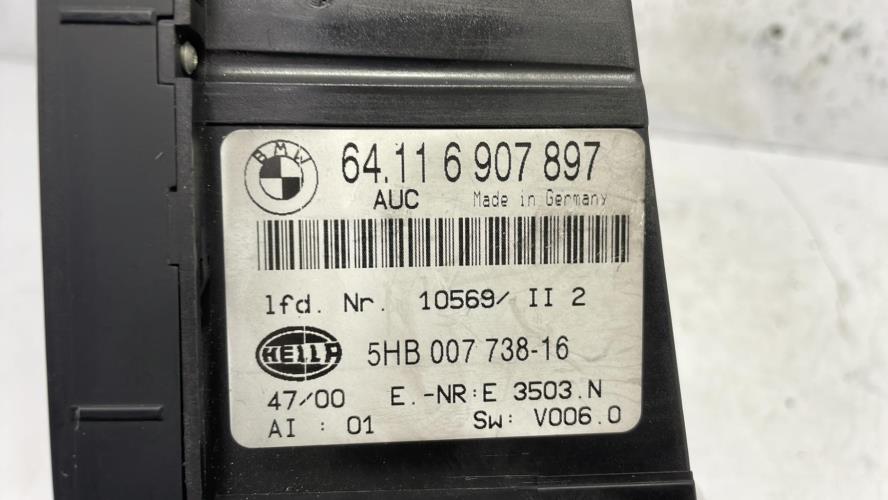 BMW
64.11 6 907 897
AUC Made in Germany
lfd. Nr. 10569/ II 2
HELLA 5HB 007 738-16
47/00 E.-NR:E 3503.N
AI : 01 SW: V006.0